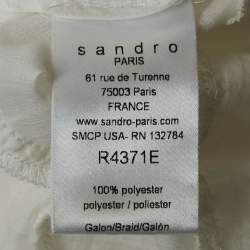 sandro
PARIS
61 rue de Turenne
75003 Paris
FRANCE
www.sandro-paris.com
SMCP USA- RN 132784
R4371E
100% polyester
polyester / poliester
Galon/Braid/Galón